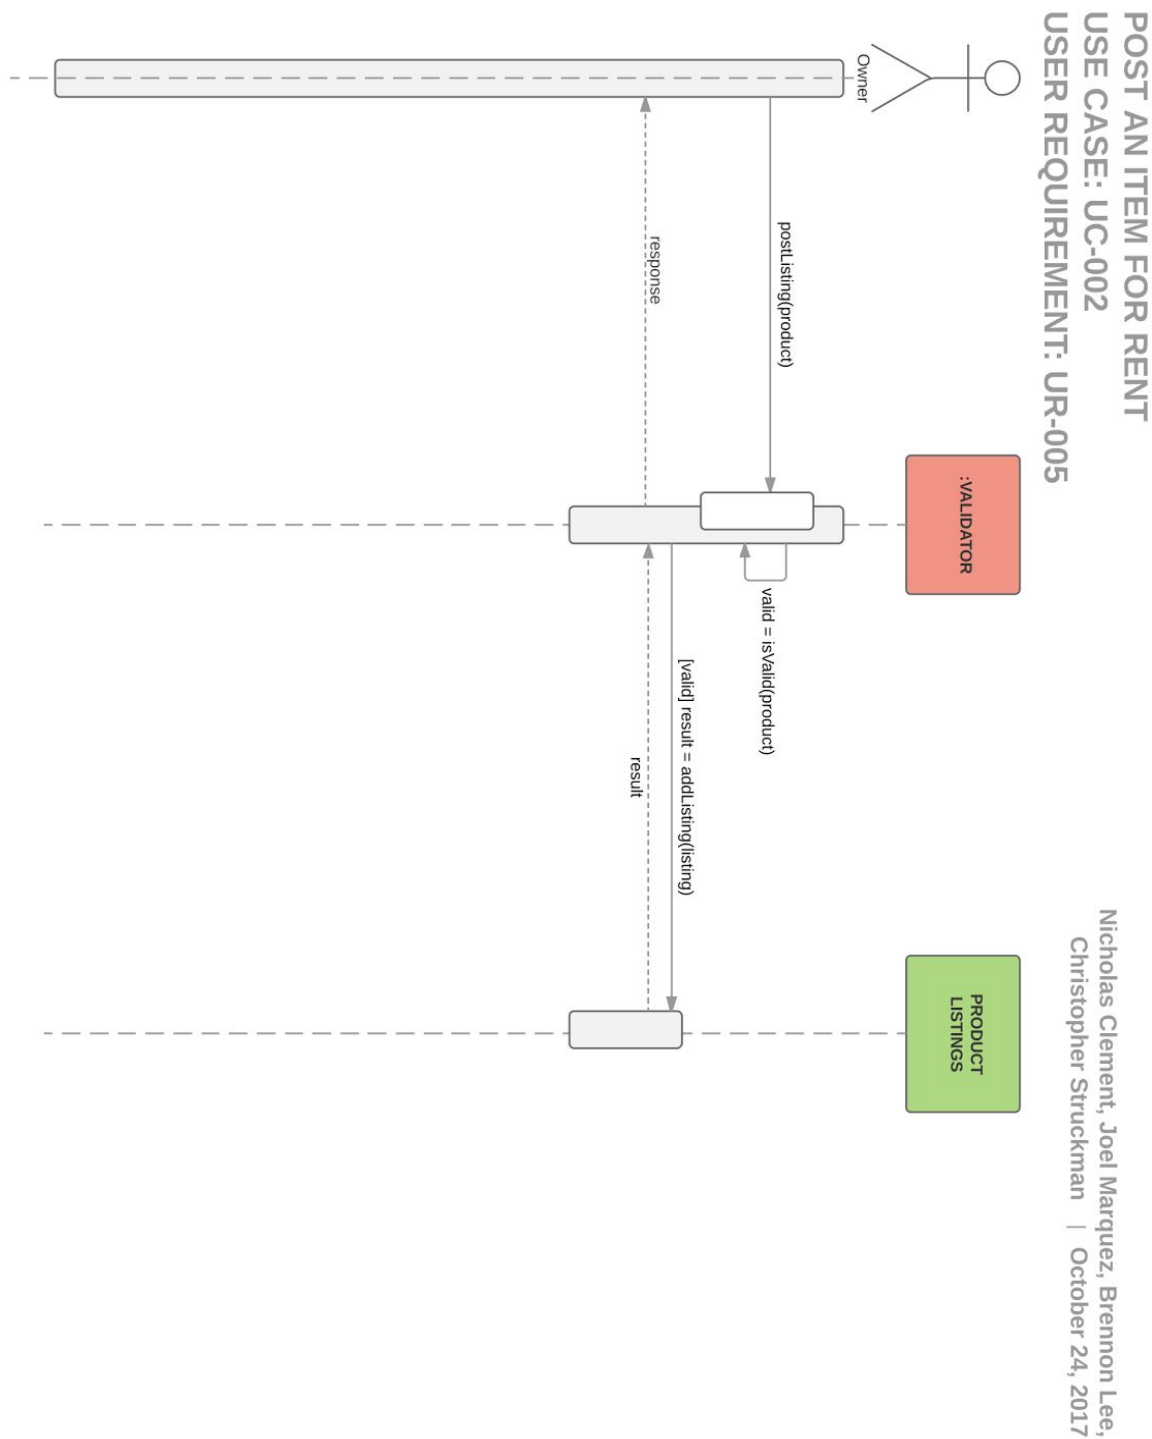 POST AN ITEM FOR RENT
USE CASE: UC-002
USER REQUIREMENT: UR-005
Nicholas Clement, Joel Marquez, Brennon Lee,
Christopher Struckman | October 24, 2017
Owner
:VALIDATOR
PRODUCT
LISTINGS
postListing(product)
valid = isValid(product)
[valid] result = addListing(listing)
response
result